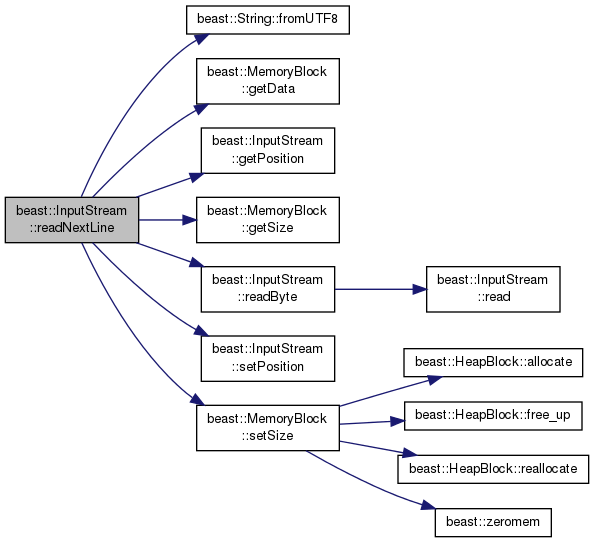 beast::String::fromUTF8
beast::MemoryBlock
::getData
beast::InputStream
::getPosition
beast::InputStream
::readNextLine
beast::MemoryBlock
::getSize
beast::InputStream
::readByte
beast::InputStream
::read
beast::InputStream
::setPosition
beast::MemoryBlock
::setSize
beast::HeapBlock::allocate
beast::HeapBlock::free_up
beast::HeapBlock::reallocate
beast::zeromem